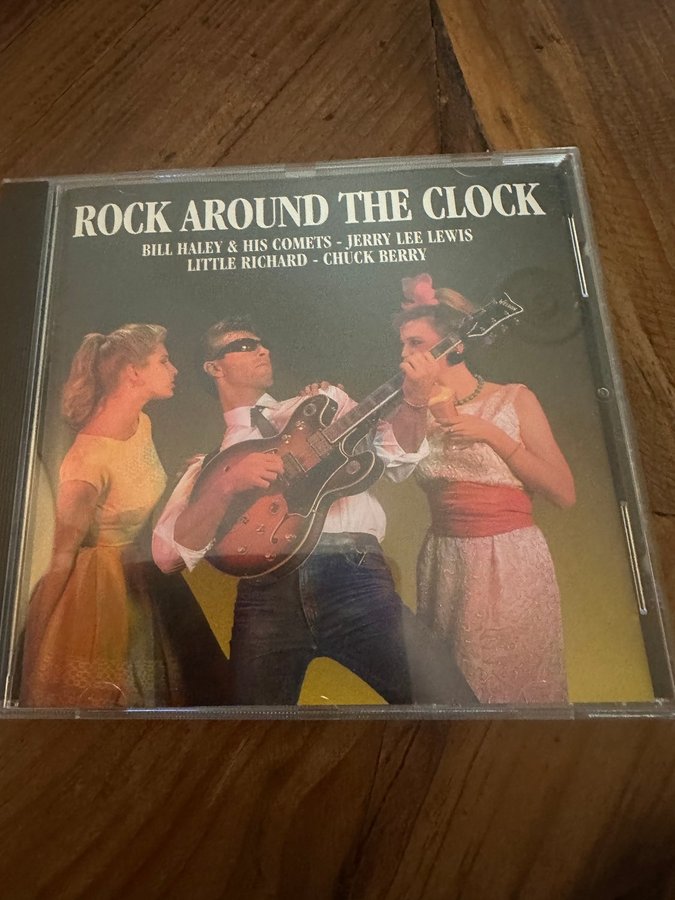 ROCK AROUND THE CLOCK
BILL HALEY & HIS COMETS - JERRY LEE LEWIS
LITTLE RICHARD - CHUCK BERRY